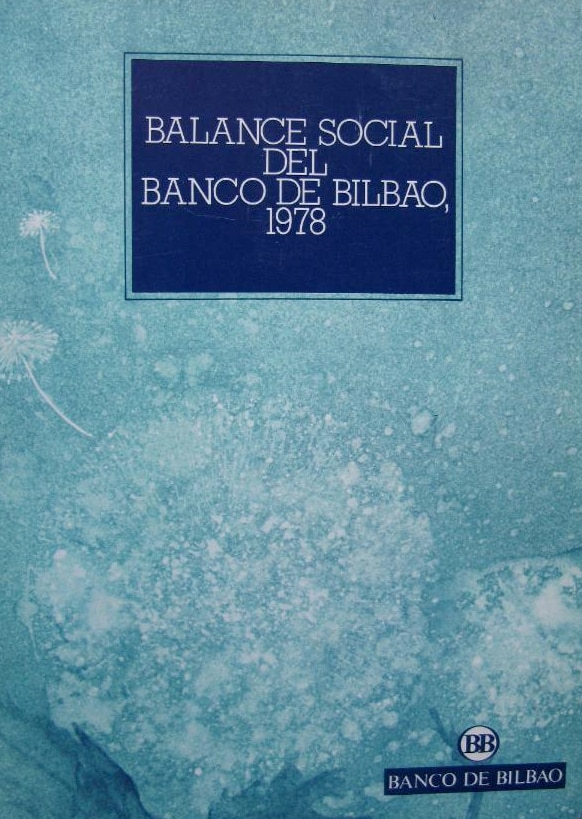 BALANCE SOCIAL
DEL
BANCO DE BILBAO,
1978
BB
BANCO DE BILBAO